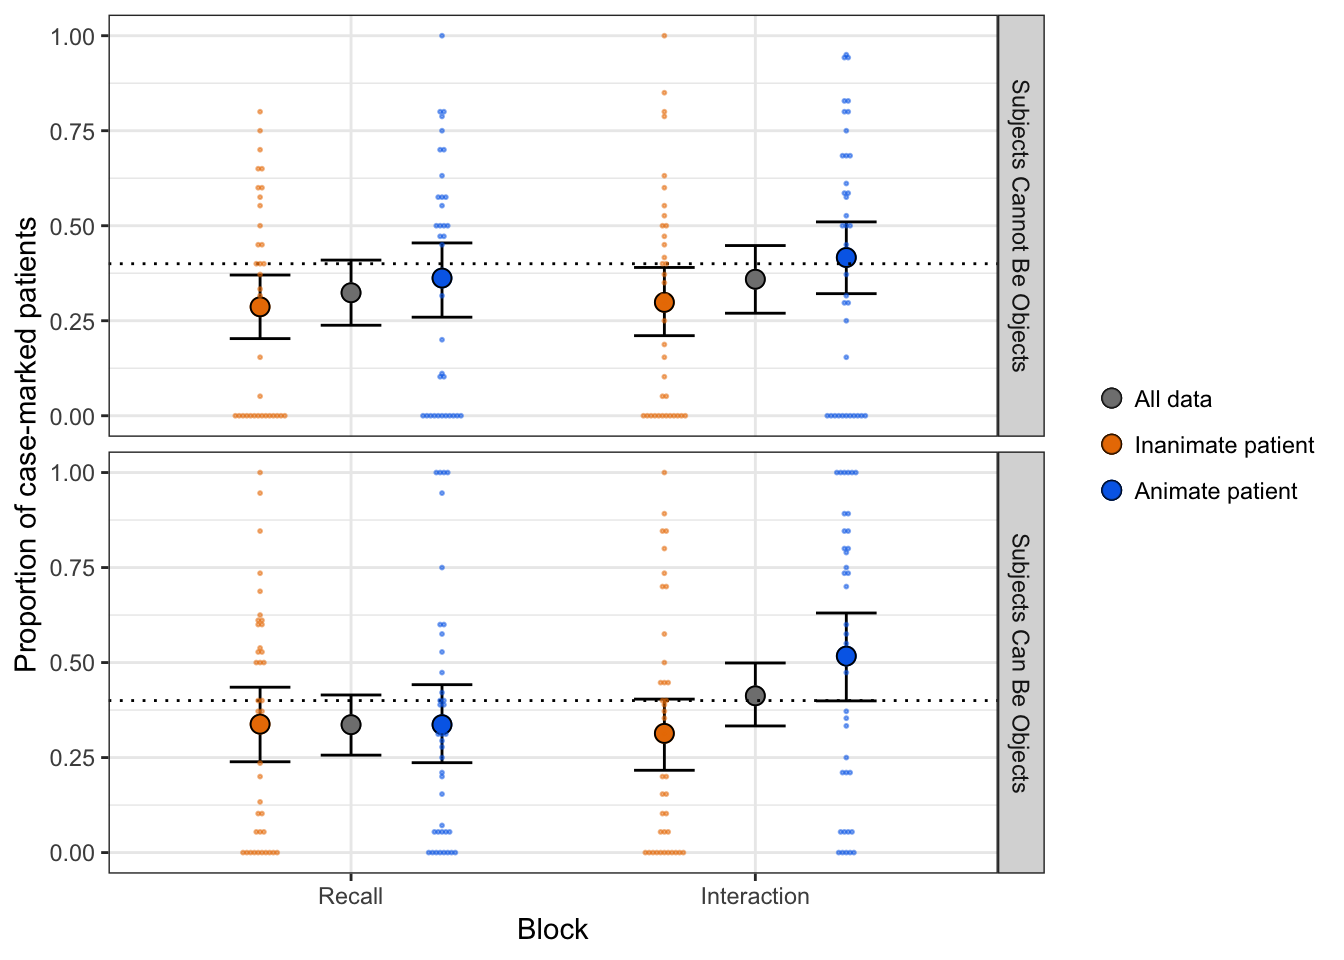 Proportion of case-marked patients
1.00
0.75
0.50
0.25
0.00
Subjects Cannot Be Objects
1.00
0.75
0.50
0.25
0.00
Subjects Can Be Objects
Recall
Interaction
Block
All data
Inanimate patient
Animate patient